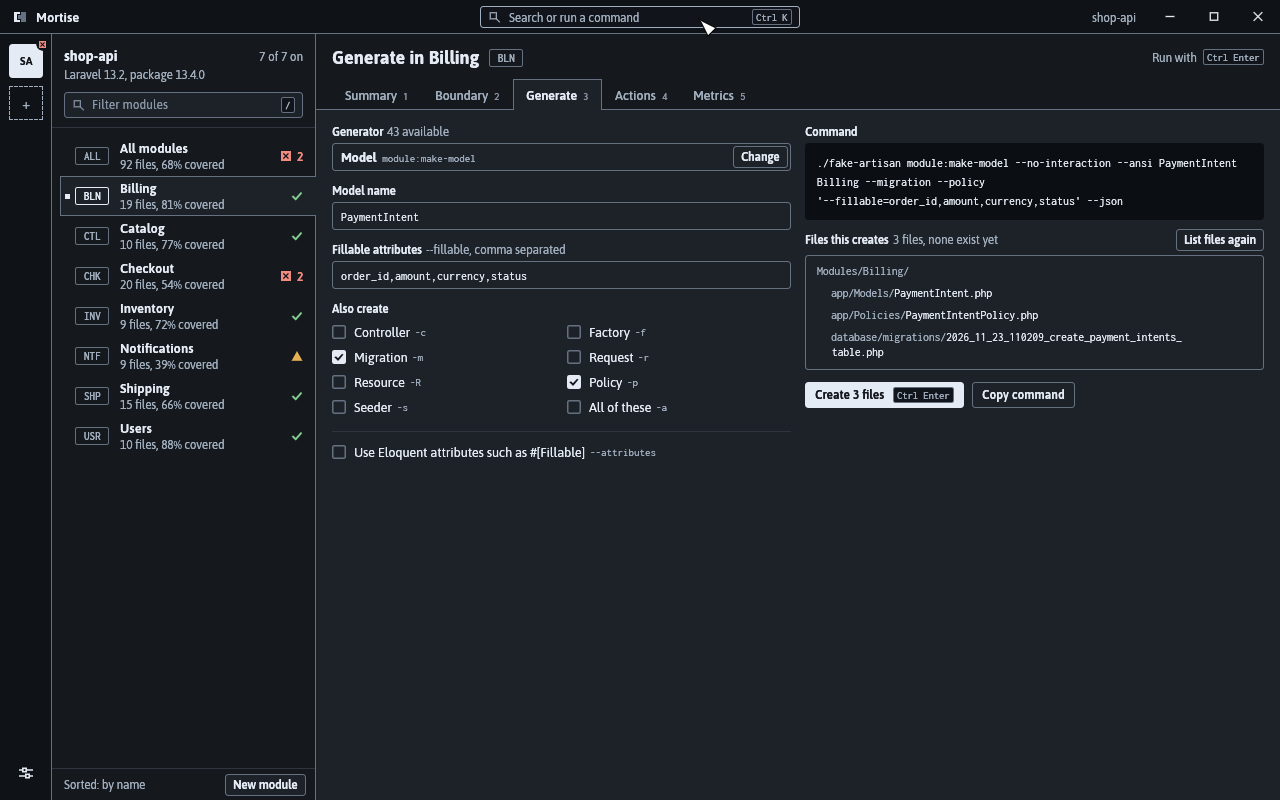 Mortise
Search or run a command Ctrl K
shop-api
SA
+
shop-api 7 of 7 on
Laravel 13.2, package 13.4.0
Filter modules /
ALL All modules 2
92 files, 68% covered
BLN Billing
19 files, 81% covered
CTL Catalog
10 files, 77% covered
CHK Checkout 2
20 files, 54% covered
INV Inventory
9 files, 72% covered
NTF Notifications
9 files, 39% covered
SHP Shipping
15 files, 66% covered
USR Users
10 files, 88% covered
Sorted: by name New module
Generate in Billing BLN
Run with Ctrl Enter
Summary 1 Boundary 2 Generate 3 Actions 4 Metrics 5
Generator 43 available
Model module:make-model Change
Model name
PaymentIntent
Fillable attributes --fillable, comma separated
order_id,amount,currency,status
Also create
Controller -c Factory -f
Migration -m Request -r
Resource -R Policy -p
Seeder -s All of these -a
Use Eloquent attributes such as #[Fillable] --attributes
Command
./fake-artisan module:make-model --no-interaction --ansi PaymentIntent
Billing --migration --policy
'--fillable=order_id,amount,currency,status' --json
Files this creates 3 files, none exist yet List files again
Modules/Billing/
app/Models/PaymentIntent.php
app/Policies/PaymentIntentPolicy.php
database/migrations/2026_11_23_110209_create_payment_intents_
table.php
Create 3 files Ctrl Enter Copy command